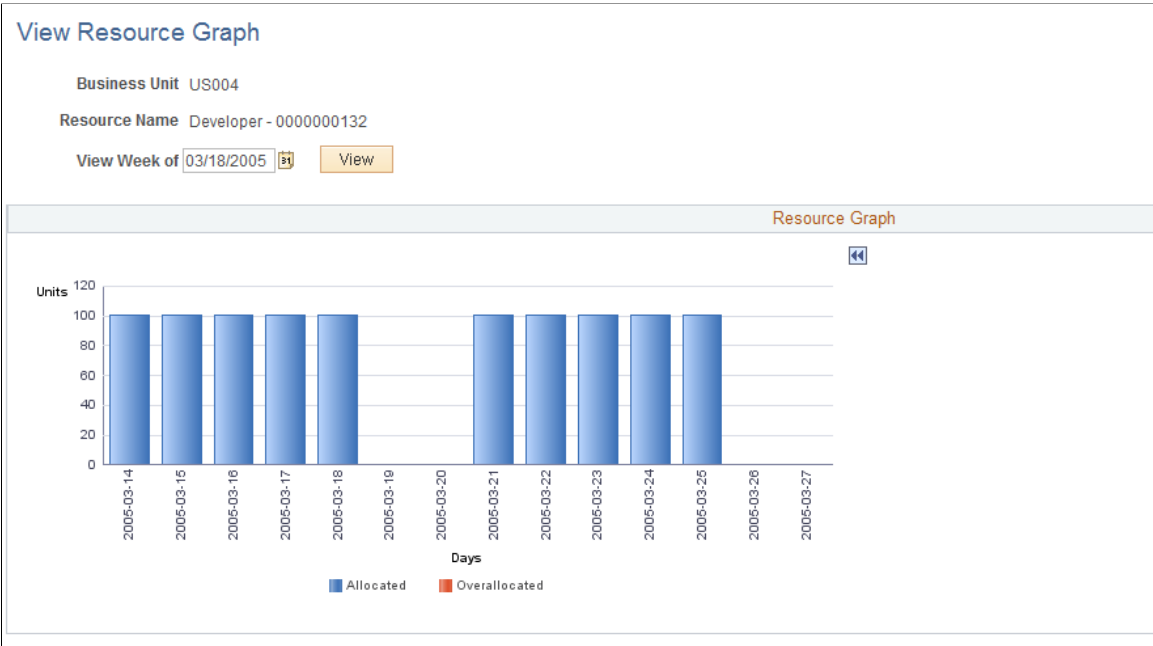 View Resource Graph
Business Unit US004
Resource Name Developer - 0000000132
View Week of 03/18/2005 31 View
Resource Graph
Units 120
100
80
60
40
20
0
2005-03-14 2005-03-15 2005-03-16 2005-03-17 2005-03-18 2005-03-19 2005-03-20 2005-03-21 2005-03-22 2005-03-23 2005-03-24 2005-03-25 2005-03-26 2005-03-27
Days
Allocated Overallocated